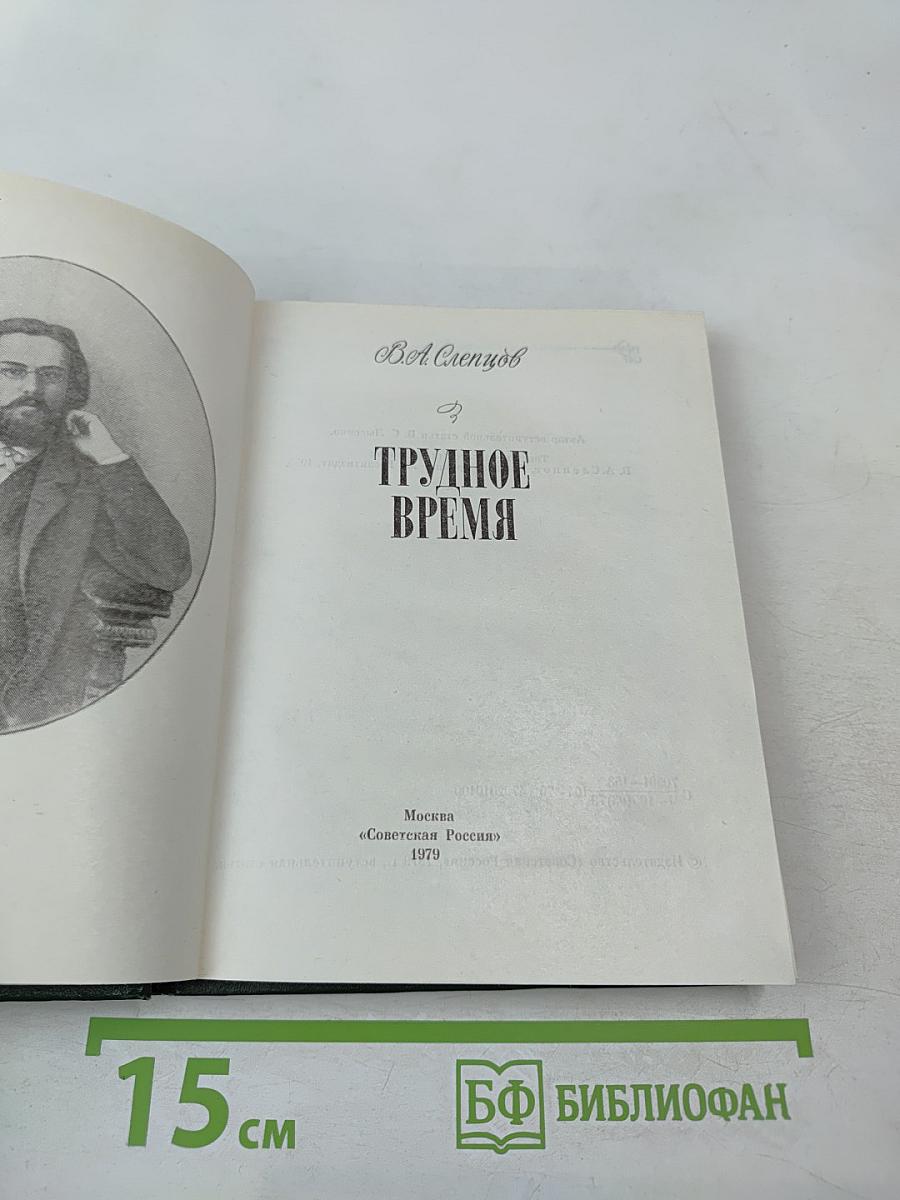 В.А.Слепцов
ТРУДНОЕ
ВРЕМЯ
Москва
«Советская Россия»
1979
15 см
БФ БИБЛИОФАН